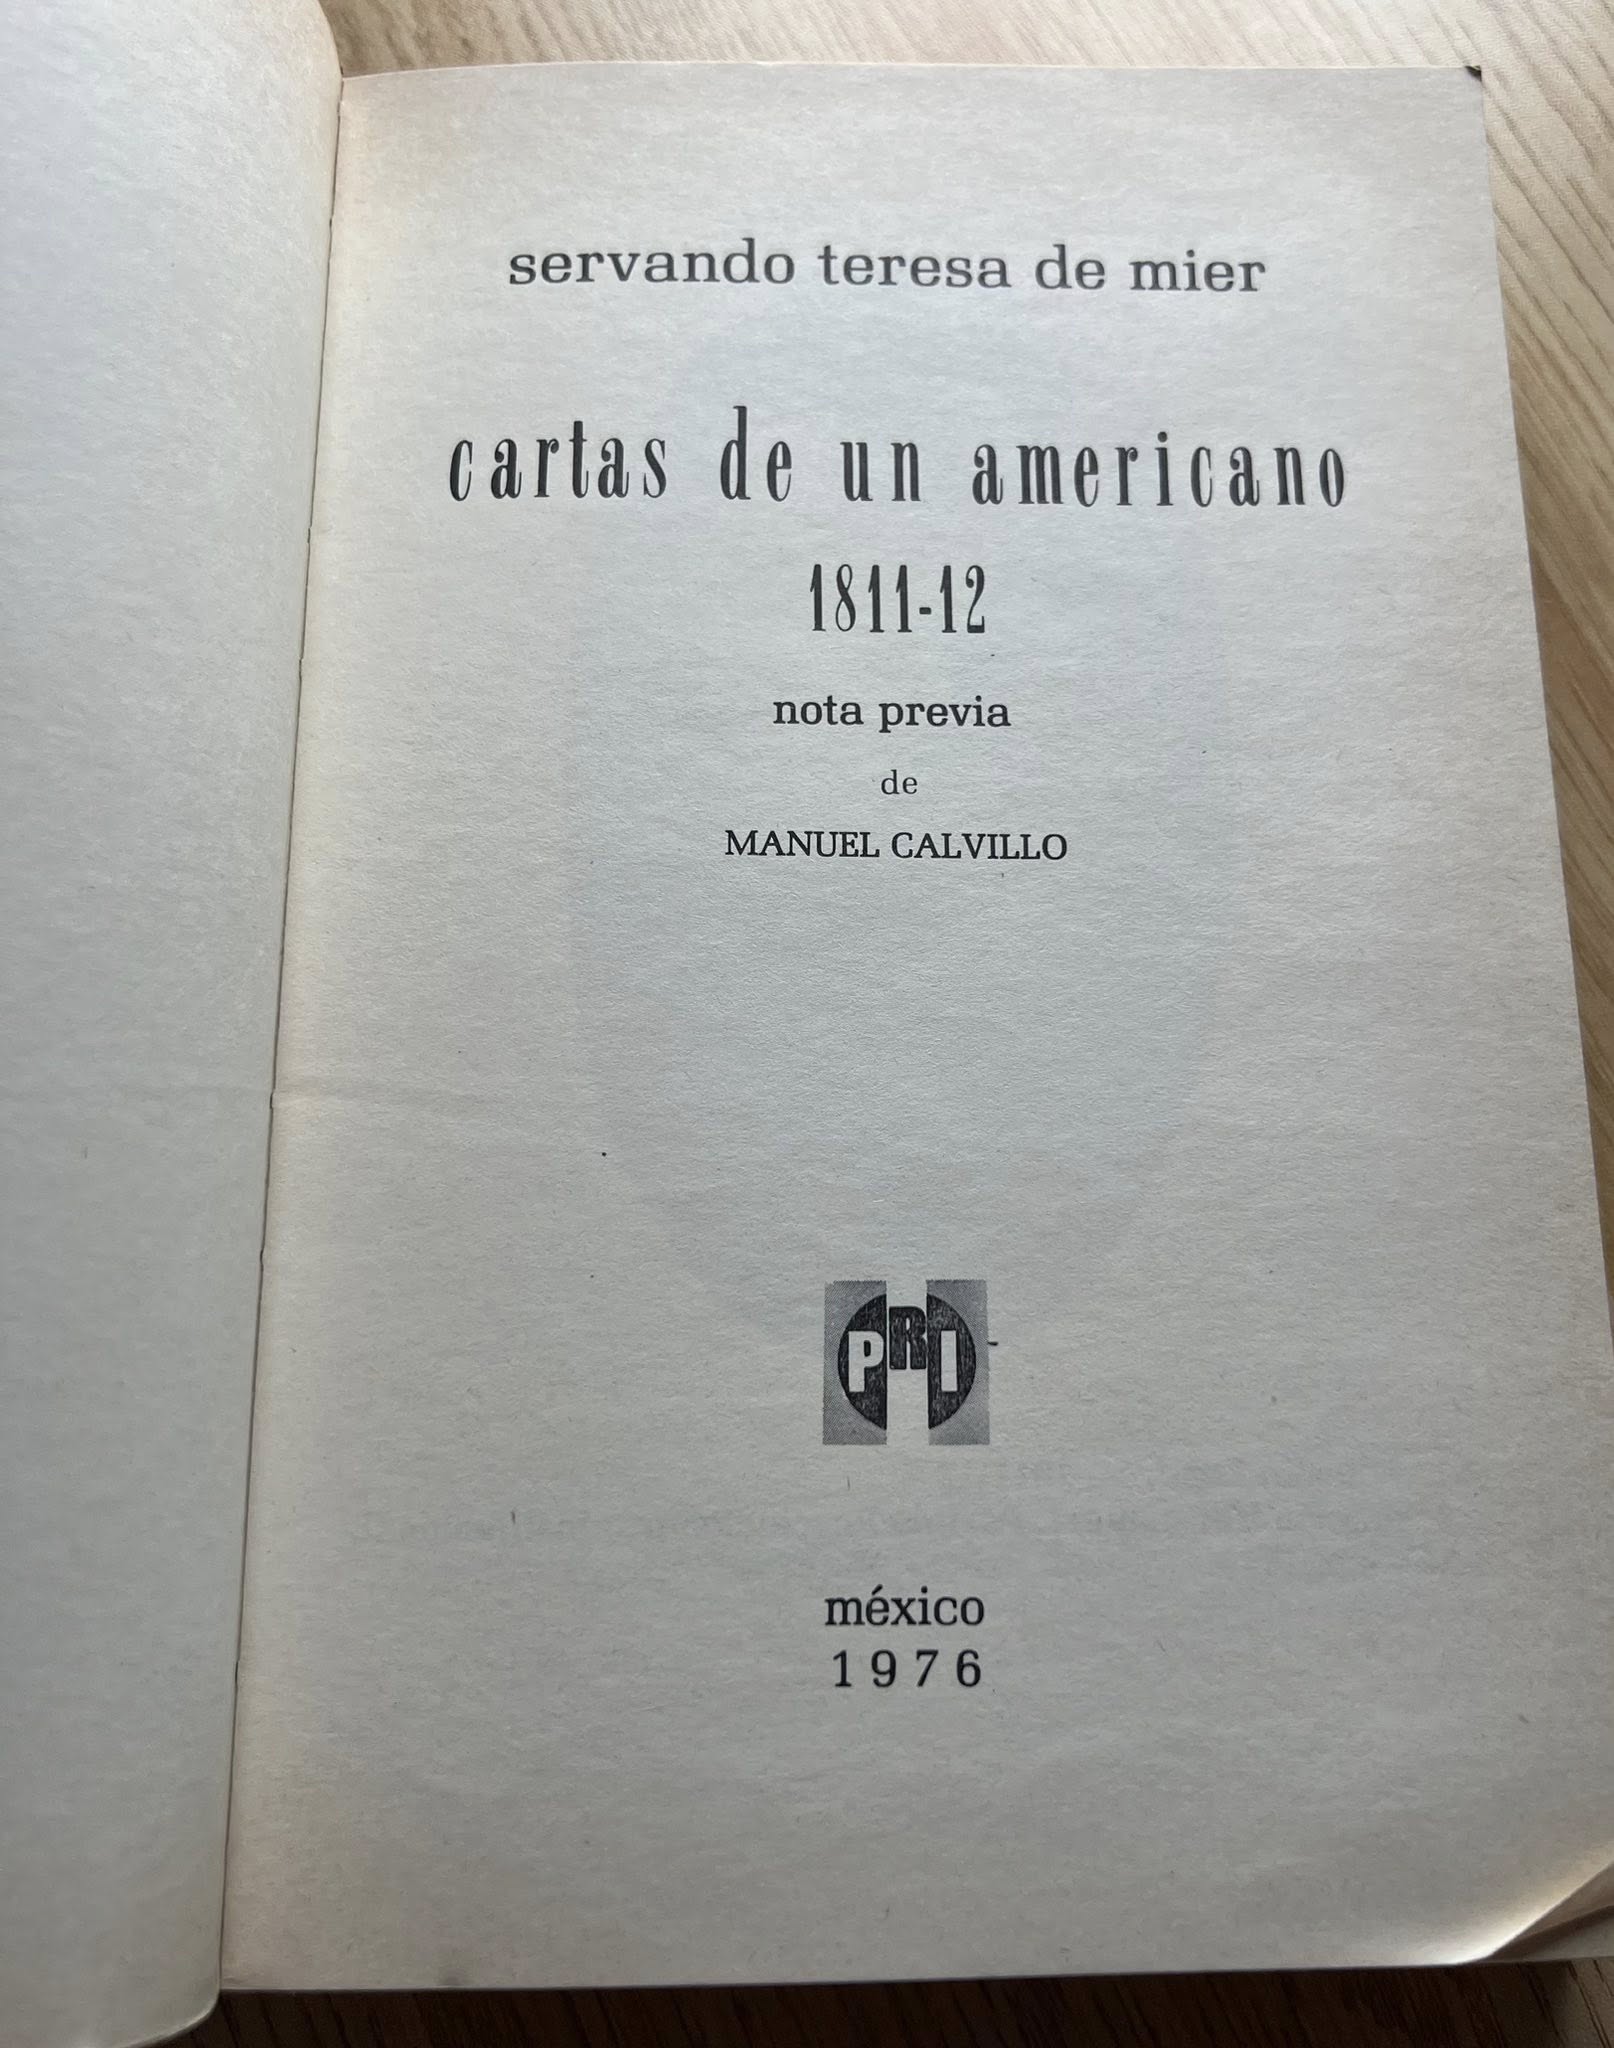 servando teresa de mier
cartas de un americano
1811-12
nota previa
de
MANUEL CALVILLO
PRI
méxico
1976